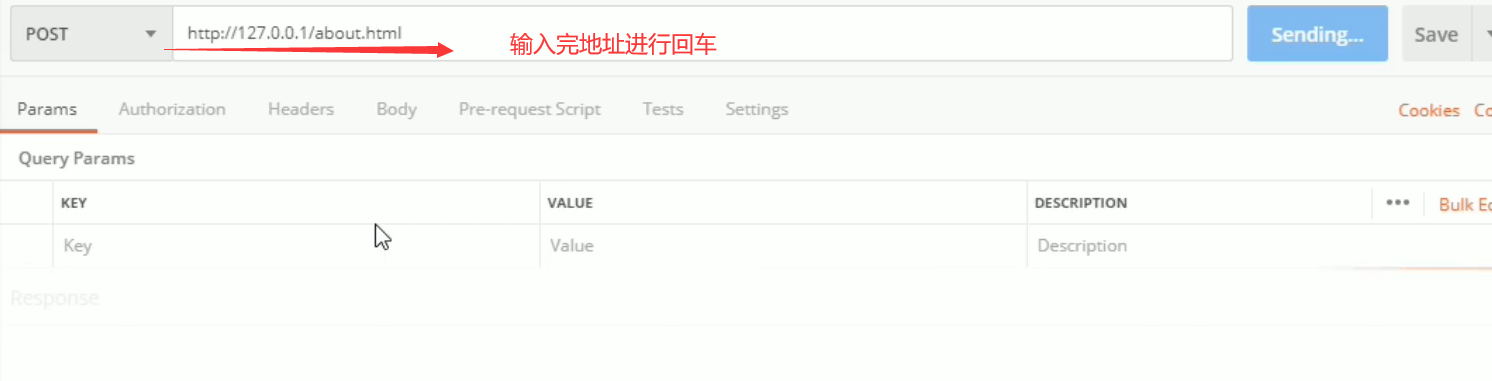 POST http://127.0.0.1/about.html 输入完地址进行回车 Sending... Save
Params Authorization Headers Body Pre-request Script Tests Settings Cookies
Query Params
KEY VALUE DESCRIPTION ••• Bulk
Key Value Description
Response